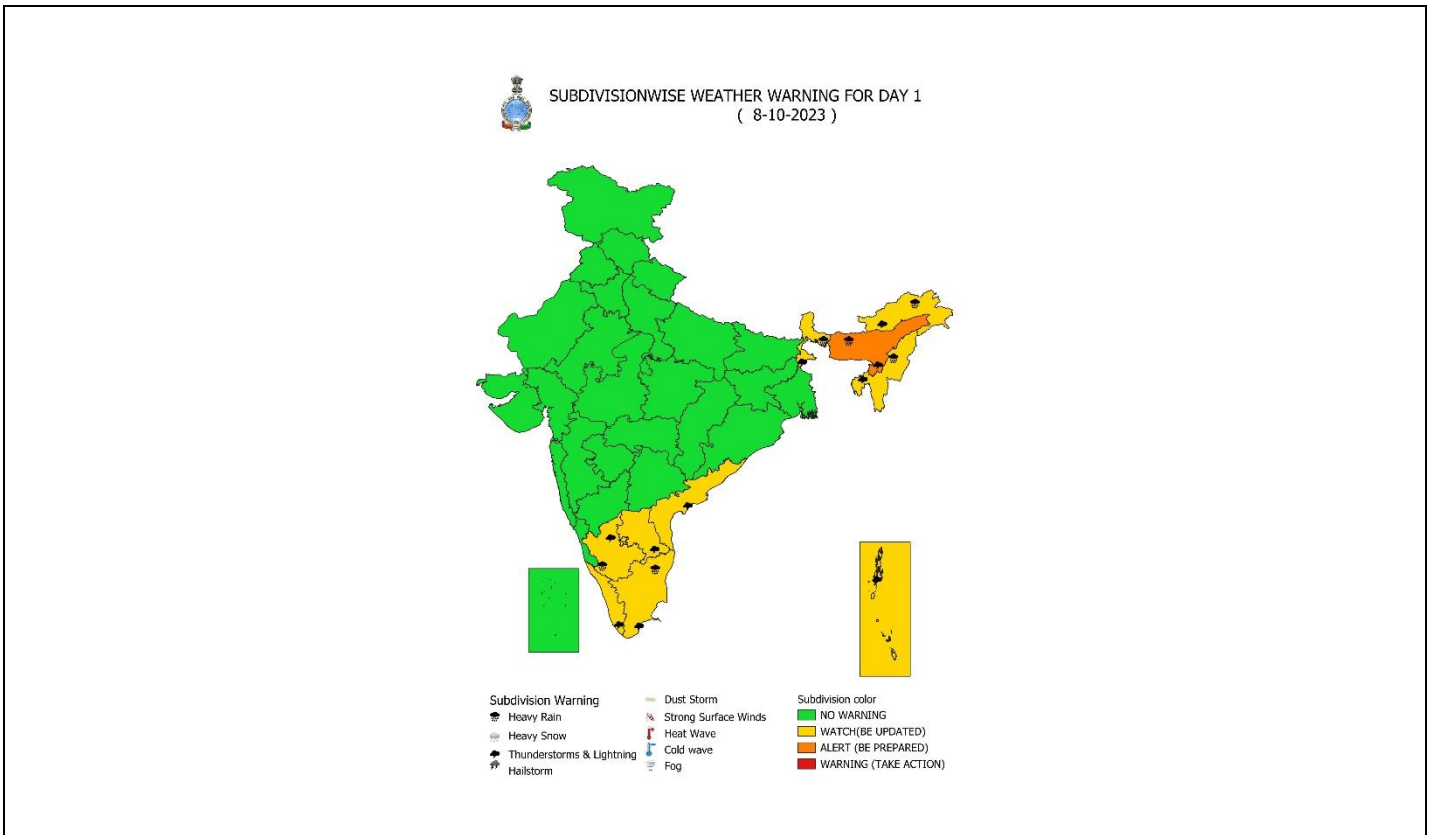 SUBDIVISIONWISE WEATHER WARNING FOR DAY 1
( 8-10-2023 )
Subdivision Warning
Heavy Rain
Heavy Snow
Thunderstorms & Lightning
Hailstorm
Dust Storm
Strong Surface Winds
Heat Wave
Cold wave
Fog
Subdivision color
NO WARNING
WATCH(BE UPDATED)
ALERT (BE PREPARED)
WARNING (TAKE ACTION)